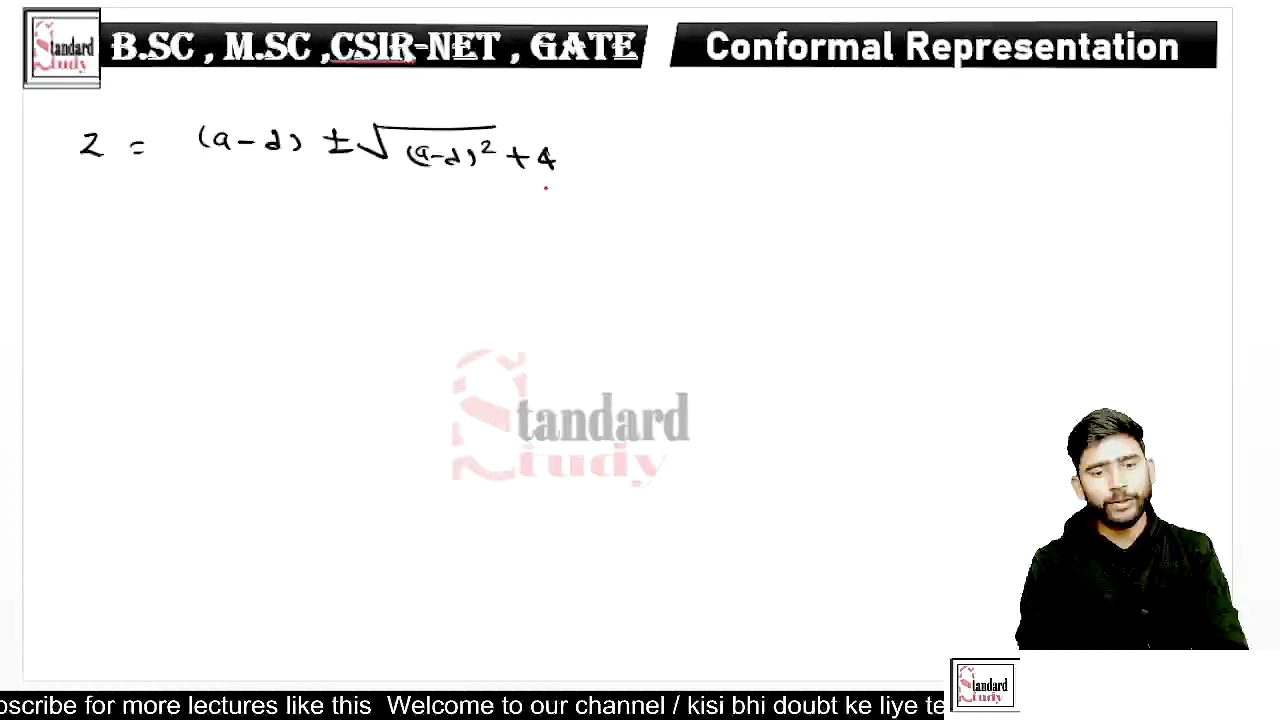 Standard Study
B.SC , M.SC ,CSIR-NET , GATE
Conformal Representation
z = (a-d) ± √(a-d)² + 4
Standard
Study
Standard Study
bscribe for more lectures like this Welcome to our channel / kisi bhi doubt ke liye te